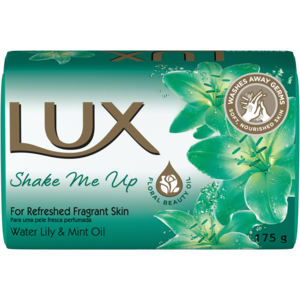 LUX
WASHES AWAY GERMS
SOFT NOURISHED SKIN
LUX
Shake Me Up
FLORAL BEAUTY OIL
For Refreshed Fragrant Skin
Para uma pele fresca perfumada
Water Lily & Mint Oil
175 g